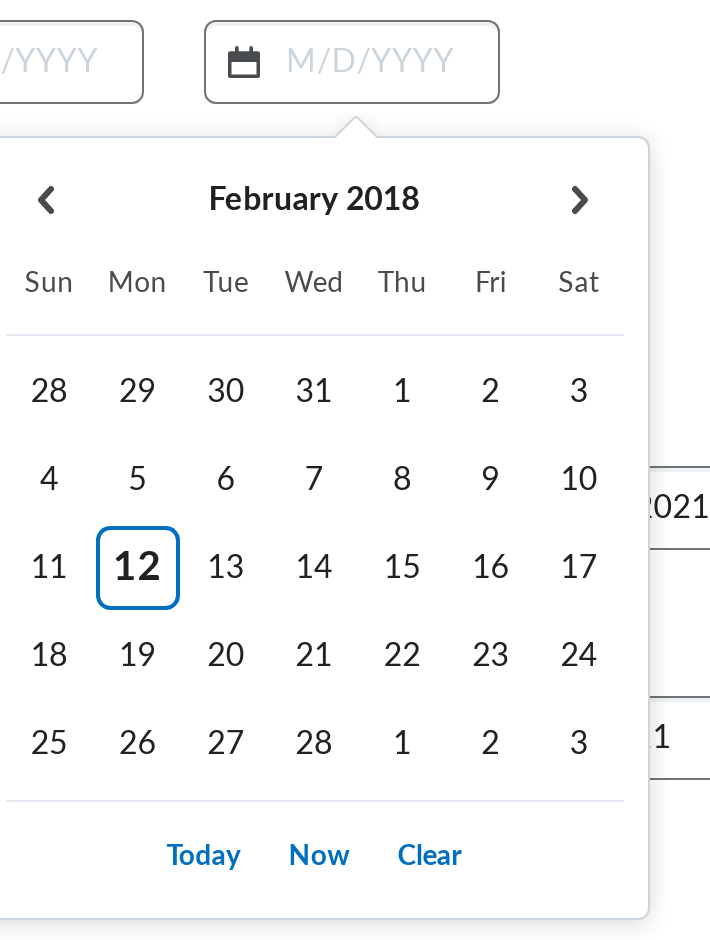 /YYYY M/D/YYYY
February 2018
Sun Mon Tue Wed Thu Fri Sat
28 29 30 31 1 2 3
4 5 6 7 8 9 10
2021
11 12 13 14 15 16 17
18 19 20 21 22 23 24
25 26 27 28 1 2 3
1
Today Now Clear